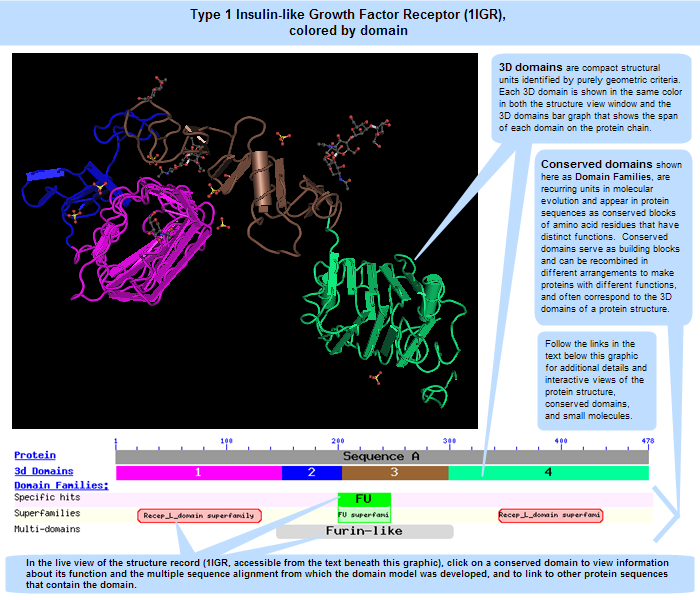 Type 1 Insulin-like Growth Factor Receptor (1IGR),
colored by domain
3D domains are compact structural
units identified by purely geometric criteria.
Each 3D domain is shown in the same color
in both the structure view window and the
3D domains bar graph that shows the span
of each domain on the protein chain.
Conserved domains shown
here as Domain Families, are
recurring units in molecular
evolution and appear in protein
sequences as conserved blocks
of amino acid residues that have
distinct functions. Conserved
domains serve as building blocks
and can be recombined in
different arrangements to make
proteins with different functions,
and often correspond to the 3D
domains of a protein structure.
Follow the links in the
text below this graphic
for additional details and
interactive views of the
protein structure,
conserved domains,
and small molecules.
1 100 200 300 400 478
Protein Sequence A
3d Domains 1 2 3 4
Domain Families:
Specific hits FU
Superfamilies Recep_L_domain superfamily FU superfami Recep_L_domain superfami
Multi-domains Furin-like
In the live view of the structure record (1IGR, accessible from the text beneath this graphic), click on a conserved domain to view information
about its function and the multiple sequence alignment from which the domain model was developed, and to link to other protein sequences
that contain the domain.